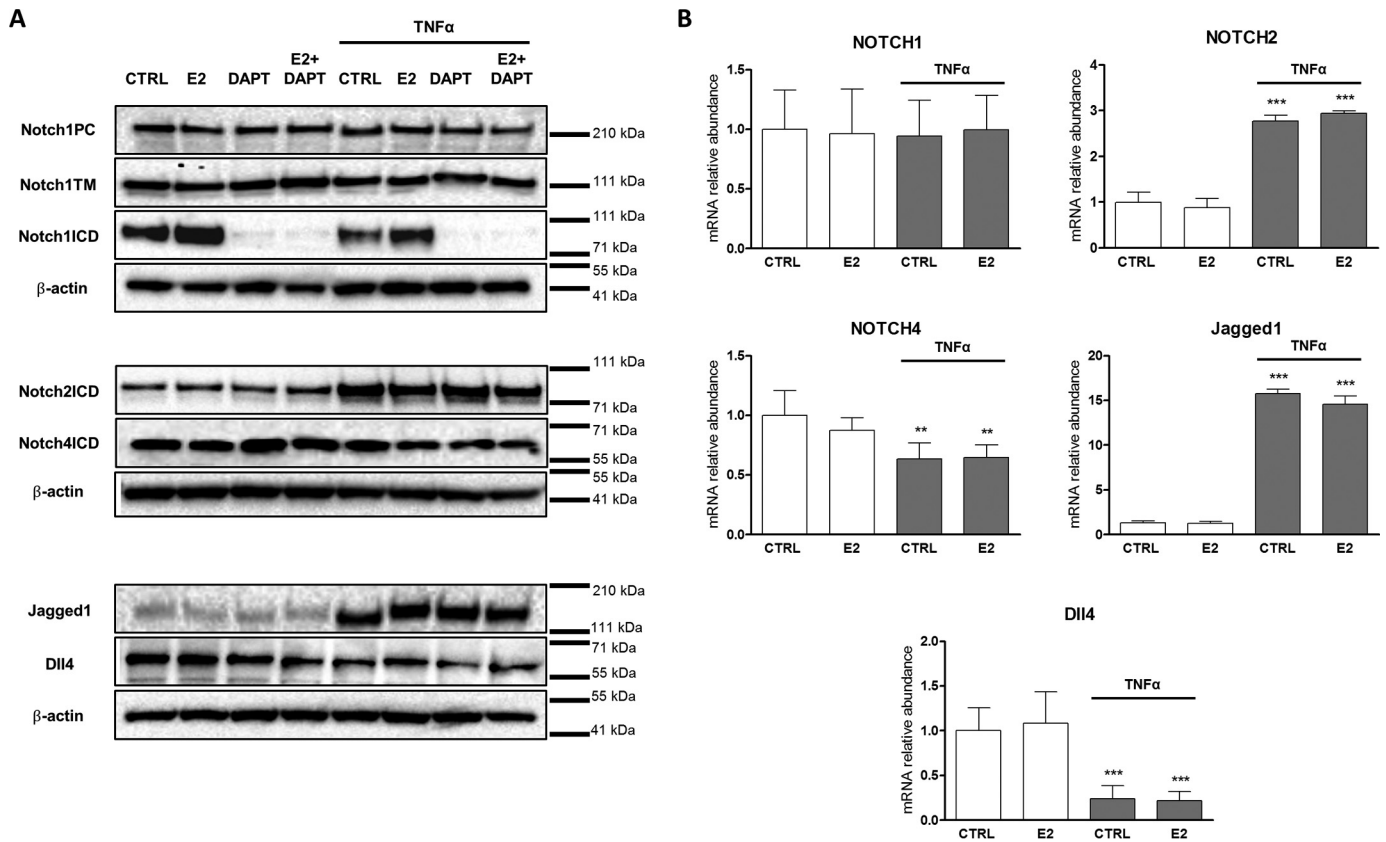 A
TNFα
CTRL E2 DAPT E2+ DAPT CTRL E2 DAPT E2+ DAPT
Notch1PC
210 kDa
Notch1TM
111 kDa
Notch1ICD
111 kDa
71 kDa
β-actin
55 kDa
41 kDa
Notch2ICD
111 kDa
71 kDa
Notch4ICD
71 kDa
55 kDa
β-actin
55 kDa
41 kDa
Jagged1
210 kDa
111 kDa
Dll4
71 kDa
55 kDa
β-actin
55 kDa
41 kDa
B
NOTCH1
TNFα
mRNA relative abundance
1.5
1.0
0.5
0.0
CTRL E2 CTRL E2
NOTCH2
TNFα
*** ***
mRNA relative abundance
4
3
2
1
0
CTRL E2 CTRL E2
NOTCH4
TNFα
** **
mRNA relative abundance
1.5
1.0
0.5
0.0
CTRL E2 CTRL E2
Jagged1
TNFα
*** ***
mRNA relative abundance
20
15
10
5
0
CTRL E2 CTRL E2
Dll4
TNFα
*** ***
mRNA relative abundance
2.0
1.5
1.0
0.5
0.0
CTRL E2 CTRL E2